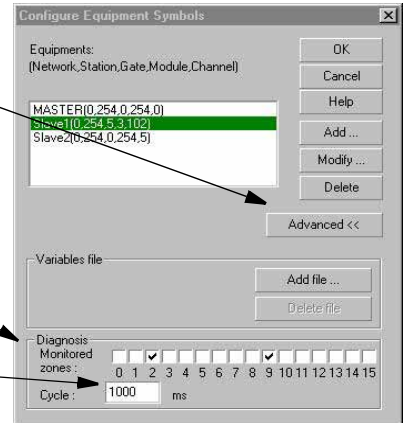 Configure Equipment Symbols
Equipments:
(Network,Station,Gate,Module,Channel)
MASTER(0,254,0,254,0)
Slave1(0,254,5,3,102)
Slave2(0,254,0,254,5)
OK
Cancel
Help
Add ...
Modify ...
Delete
Advanced <<
Variables file
Add file ...
Delete file
Diagnosis
Monitored
zones :
0 1 2 3 4 5 6 7 8 9 10 11 12 13 14 15
Cycle : 1000 ms